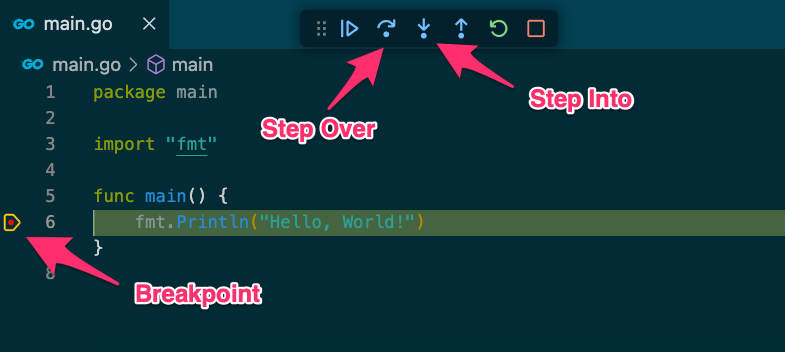 GO main.go
GO main.go > main
1 package main
2
3 import "fmt"
4
5 func main() {
6 fmt.Println("Hello, World!")
}
8
Step Over
Step Into
Breakpoint